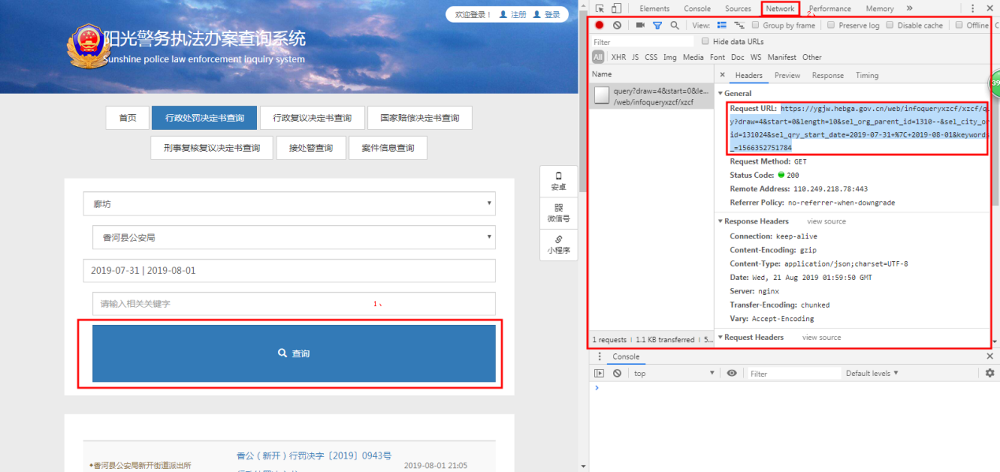 欢迎登录！ 注册 登录
阳光警务执法办案查询系统
Sunshine police law enforcement inquiry system
首页 行政处罚决定书查询 行政复议决定书查询 国家赔偿决定书查询
刑事复核复议决定书查询 接处警查询 案件信息查询
安卓
微信号
小程序
廊坊
香河县公安局
2019-07-31 | 2019-08-01
请输入相关关键字
1、
查询
香公（新开）行罚决字〔2019〕0943号
•香河县公安局新开街道派出所
2019-08-01 21:05
Elements Console Sources Network Performance Memory »
2、
View: Group by frame Preserve log Disable cache Offline
Filter Hide data URLs
All XHR JS CSS Img Media Font Doc WS Manifest Other
Name
query?draw=4&start=0&le...
/web/infoqueryxzcf/xzcf
1 requests 1.1 KB transferred 5...
× Headers Preview Response Timing
General
Request URL: https://ygjw.hebga.gov.cn/web/infoqueryxzcf/xzcf/q
y?draw=4&start=0&length=10&sel_org_parent_id=1310--&sel_city_o
id=131024&sel_qry_start_date=2019-07-31+%7C+2019-08-01&keywords
_=1566352751784
Request Method: GET
Status Code: 200
Remote Address: 110.249.218.78:443
Referrer Policy: no-referrer-when-downgrade
Response Headers view source
Connection: keep-alive
Content-Encoding: gzip
Content-Type: application/json;charset=UTF-8
Date: Wed, 21 Aug 2019 01:59:50 GMT
Server: nginx
Transfer-Encoding: chunked
Vary: Accept-Encoding
Request Headers view source
39
Console
top Filter Default levels